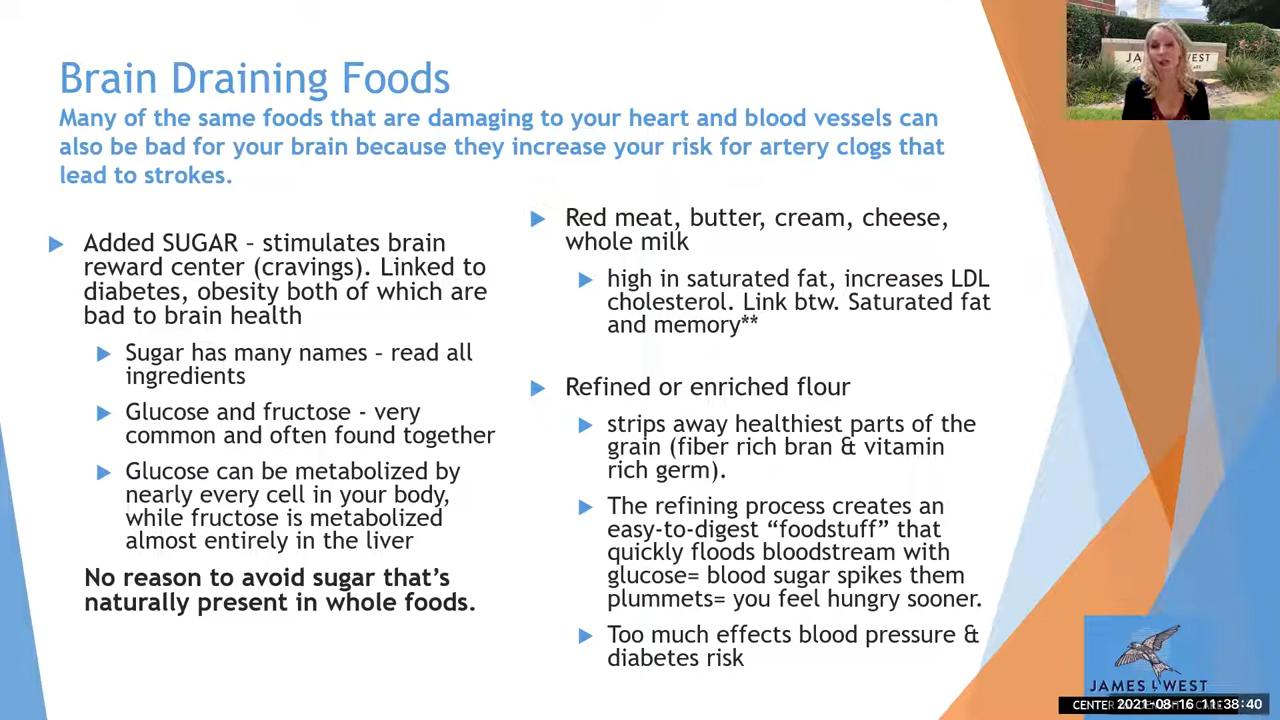 Brain Draining Foods
Many of the same foods that are damaging to your heart and blood vessels can
also be bad for your brain because they increase your risk for artery clogs that
lead to strokes.
Added SUGAR – stimulates brain
reward center (cravings). Linked to
diabetes, obesity both of which are
bad to brain health
Sugar has many names – read all
ingredients
Glucose and fructose - very
common and often found together
Glucose can be metabolized by
nearly every cell in your body,
while fructose is metabolized
almost entirely in the liver
No reason to avoid sugar that's
naturally present in whole foods.
Red meat, butter, cream, cheese,
whole milk
high in saturated fat, increases LDL
cholesterol. Link btw. Saturated fat
and memory**
Refined or enriched flour
strips away healthiest parts of the
grain (fiber rich bran & vitamin
rich germ).
The refining process creates an
easy-to-digest “foodstuff” that
quickly floods bloodstream with
glucose= blood sugar spikes them
plummets= you feel hungry sooner.
Too much effects blood pressure &
diabetes risk
JAMES L WEST
CENTER
2021-08-16 11:38:40